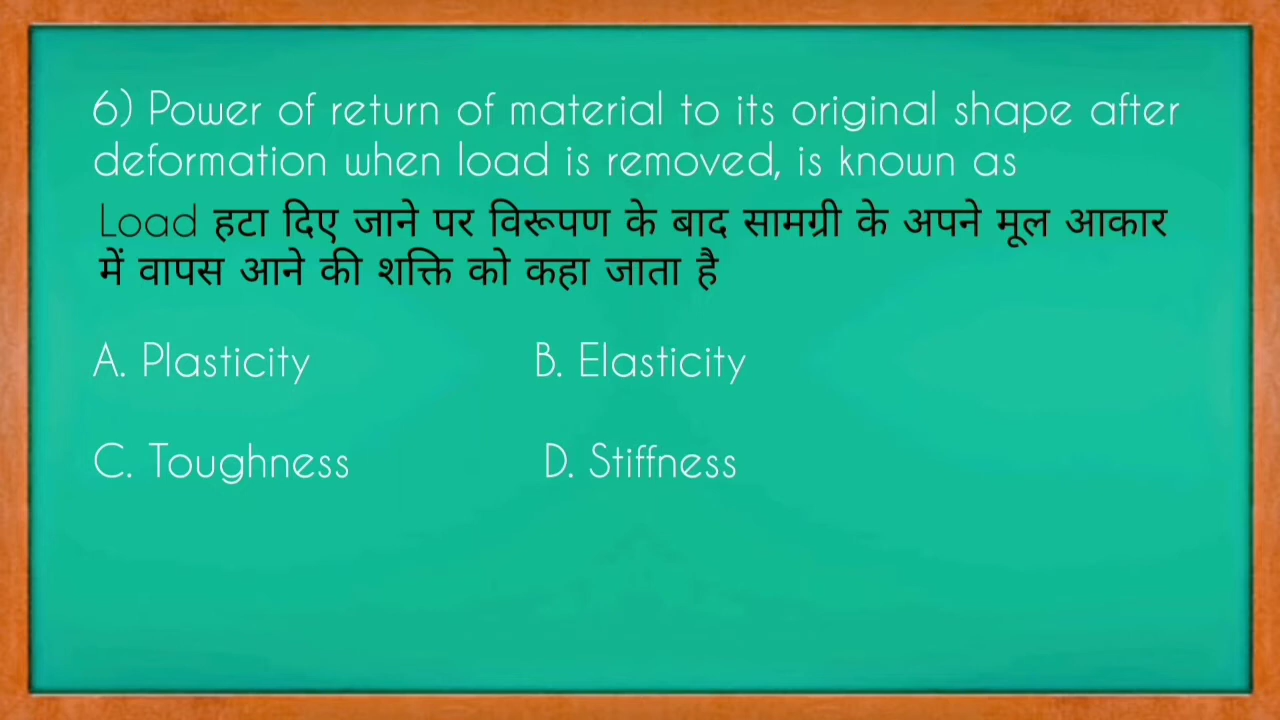 6) Power of return of material to its original shape after
deformation when load is removed, is known as
Load हटा दिए जाने पर विरूपण के बाद सामग्री के अपने मूल आकार
में वापस आने की शक्ति को कहा जाता है
A. Plasticity B. Elasticity
C. Toughness D. Stiffness